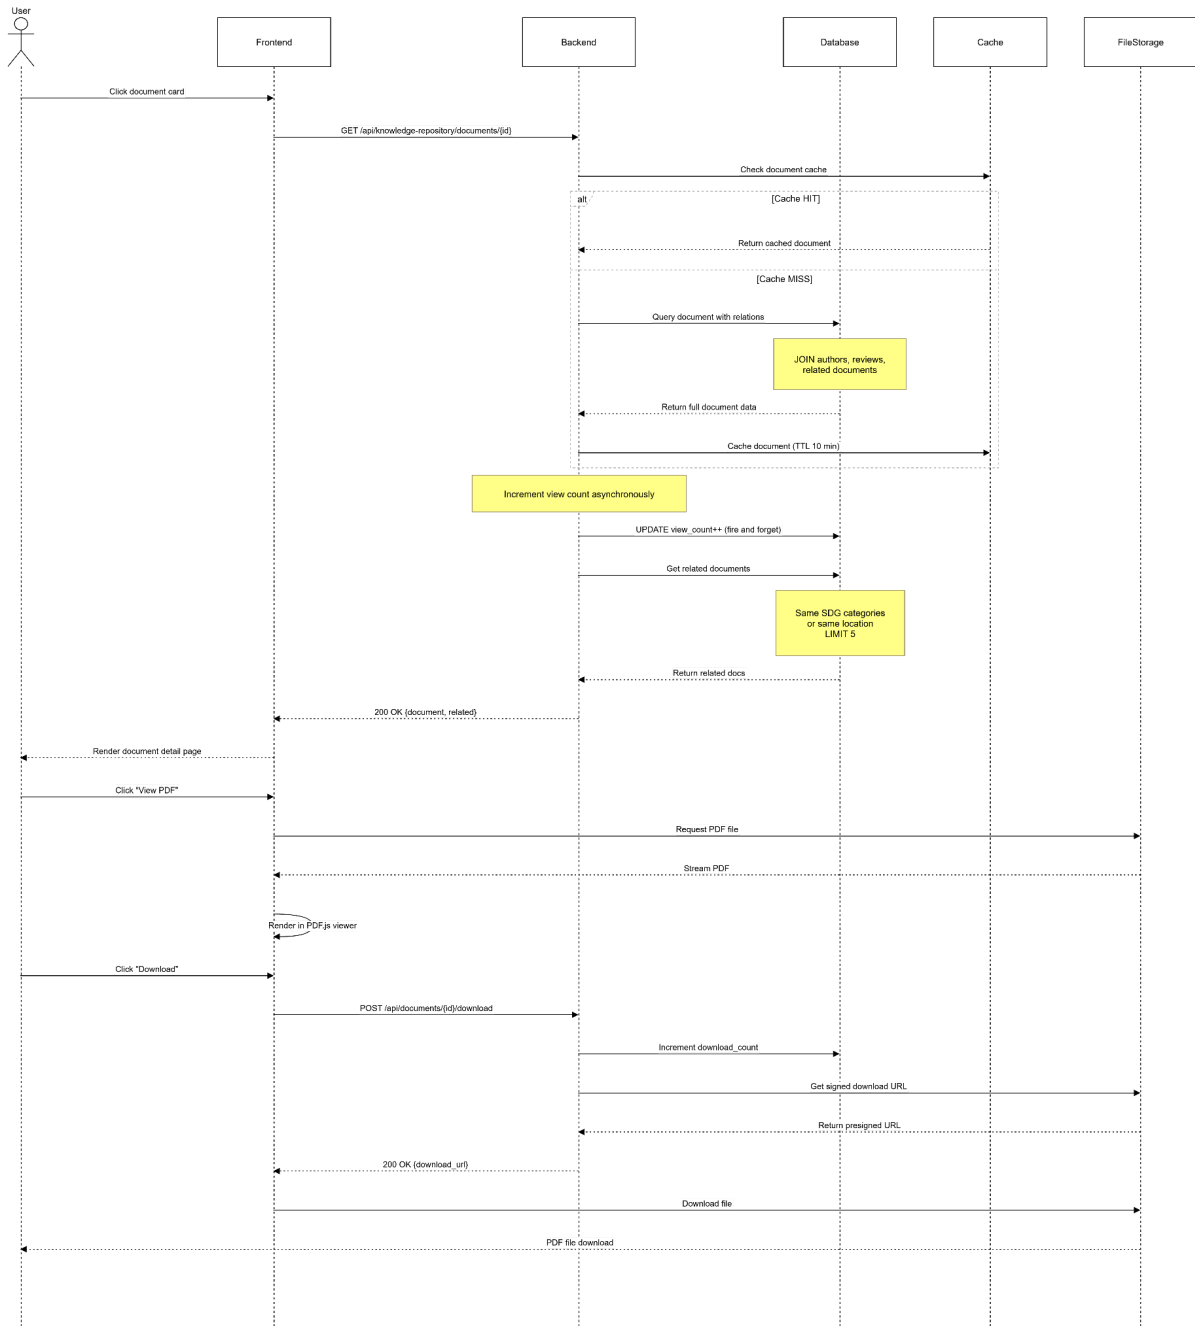 User
Frontend
Backend
Database
Cache
FileStorage
Click document card
GET /api/knowledge-repository/documents/{id}
Check document cache
alt
[Cache HIT]
Return cached document
[Cache MISS]
Query document with relations
JOIN authors, reviews,
related documents
Return full document data
Cache document (TTL 10 min)
Increment view count asynchronously
UPDATE view_count++ (fire and forget)
Get related documents
Same SDG categories
or same location
LIMIT 5
Return related docs
200 OK {document, related}
Render document detail page
Click "View PDF"
Request PDF file
Stream PDF
Render in PDF.js viewer
Click "Download"
POST /api/documents/{id}/download
Increment download_count
Get signed download URL
Return presigned URL
200 OK {download_url}
Download file
PDF file download